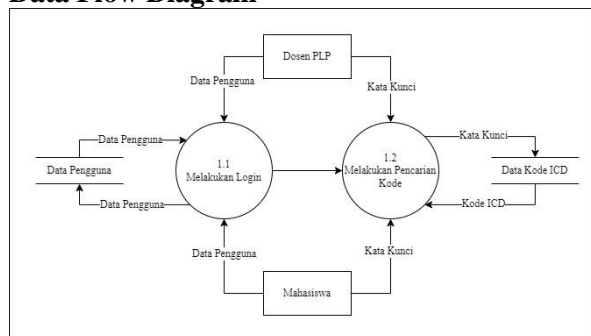 Data Flow Diagram
Dosen PLP
Data Pengguna
Kata Kunci
Data Pengguna
Kata Kunci
1.1
Melakukan Login
1.2
Melakukan Pencarian
Kode
Data Pengguna
Data Kode ICD
Data Pengguna
Kode ICD
Data Pengguna
Kata Kunci
Mahasiswa